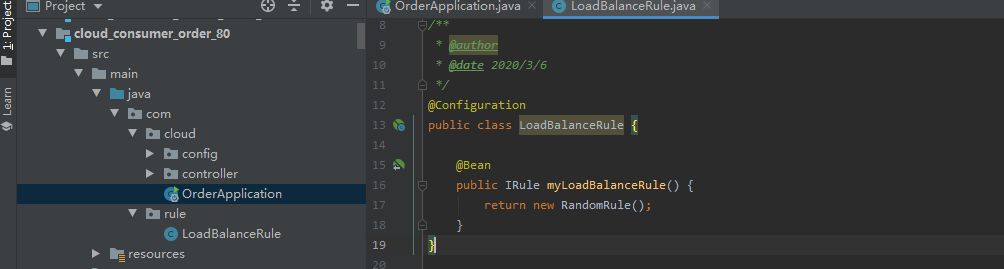 1: Project
Learn
Project
cloud_consumer_order_80
src
main
java
com
cloud
config
controller
OrderApplication
rule
LoadBalanceRule
resources
OrderApplication.java
LoadBalanceRule.java
8 /**
9 * @author
10 * @date 2020/3/6
11 */
12 @Configuration
13 public class LoadBalanceRule {
14
15 @Bean
16 public IRule myLoadBalanceRule() {
17 return new RandomRule();
18 }
19 }
20